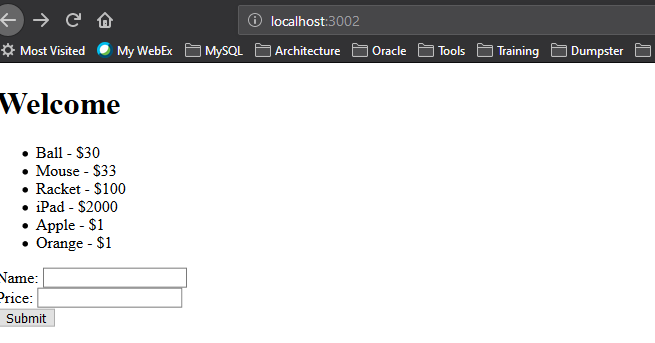 localhost:3002
Most Visited My WebEx MySQL Architecture Oracle Tools Training Dumpster
Welcome
Ball - $30
Mouse - $33
Racket - $100
iPad - $2000
Apple - $1
Orange - $1
Name:
Price:
Submit